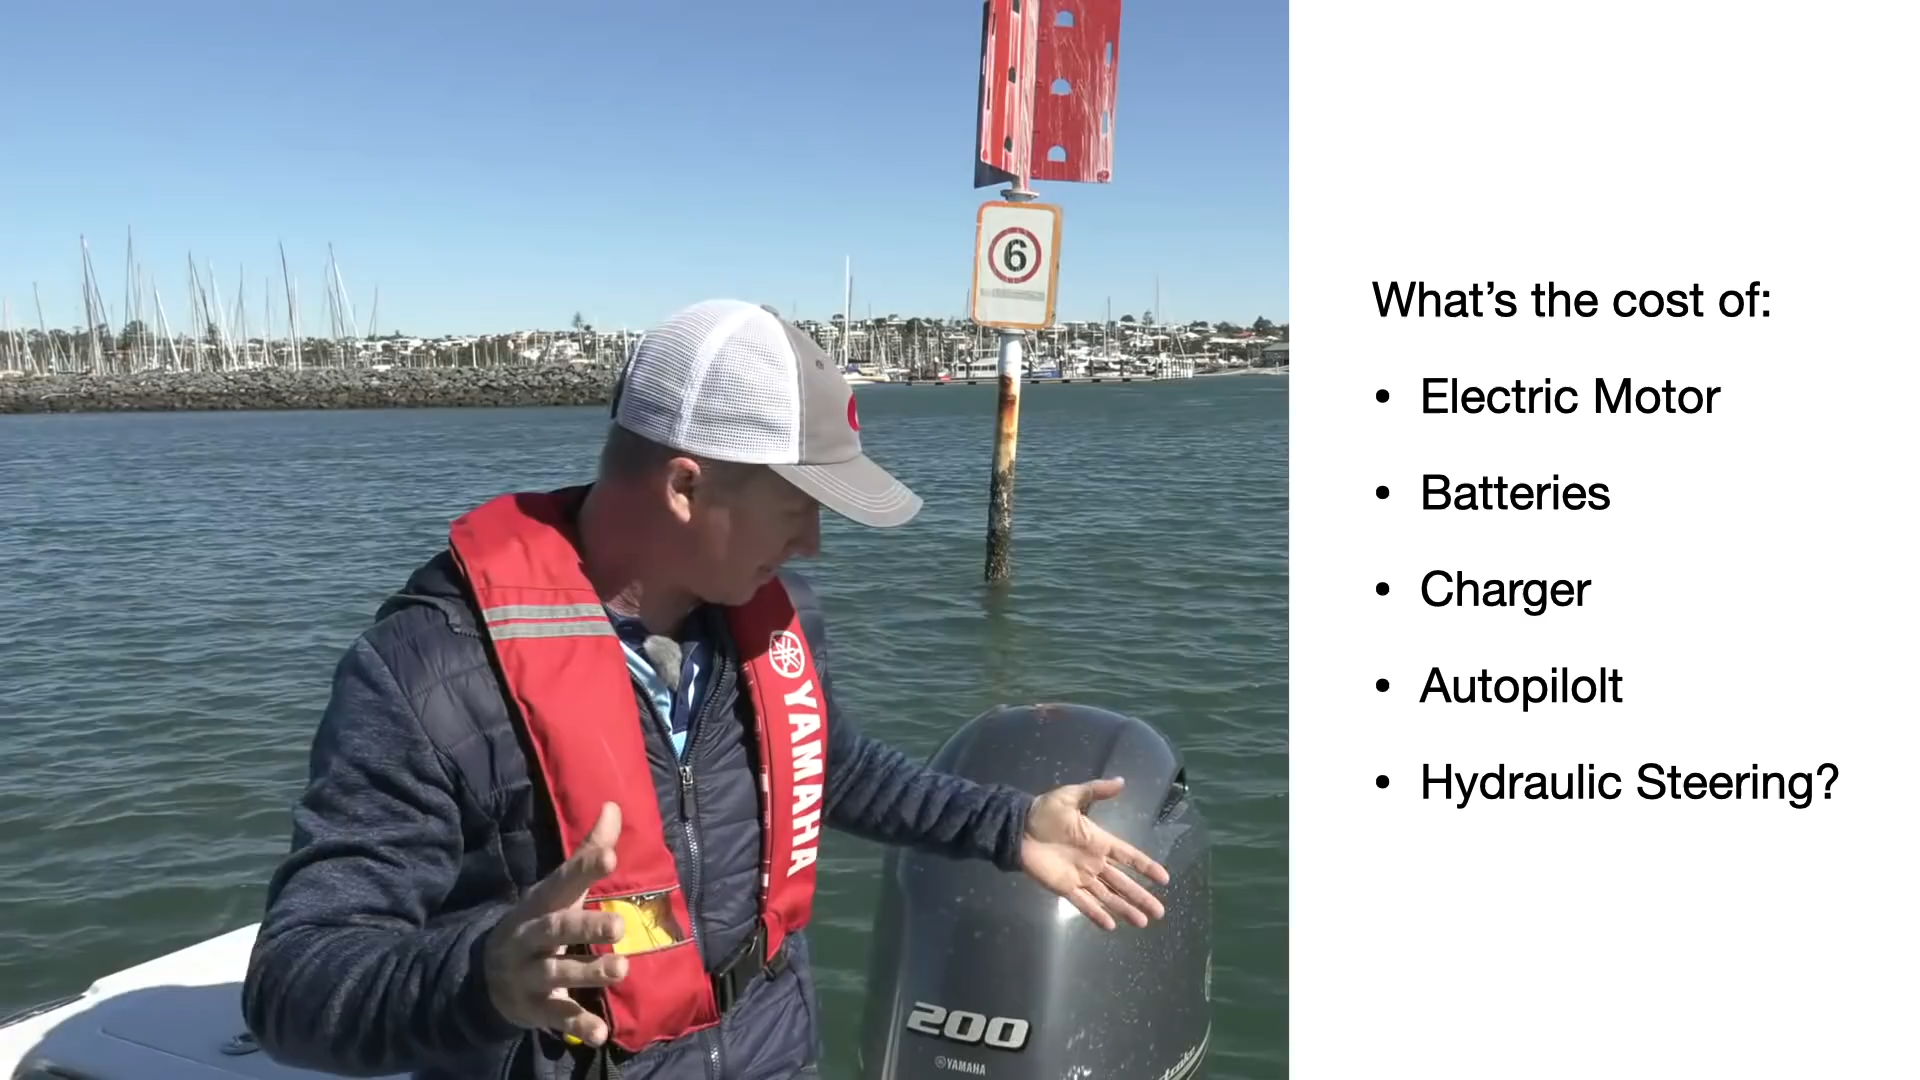 6
YAMAHA
200
YAMAHA
What’s the cost of:
• Electric Motor
• Batteries
• Charger
• Autopilolt
• Hydraulic Steering?